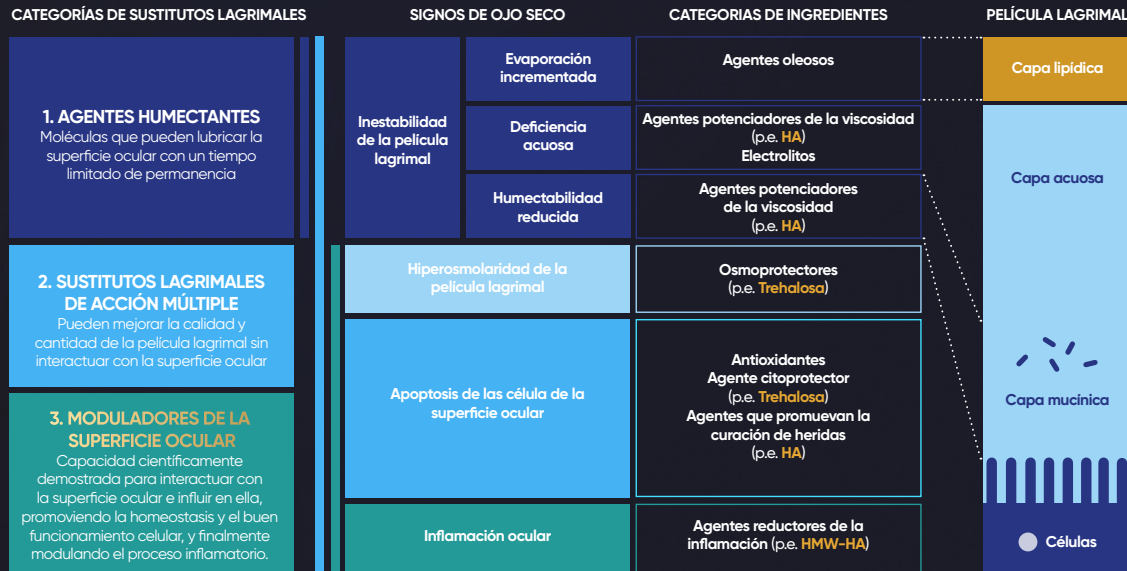 CATEGORÍAS DE SUSTITUTOS LAGRIMALES
1. AGENTES HUMECTANTES
Moléculas que pueden lubricar la
superficie ocular con un tiempo
limitado de permanencia
2. SUSTITUTOS LAGRIMALES
DE ACCIÓN MÚLTIPLE
Pueden mejorar la calidad y
cantidad de la película lagrimal sin
interactuar con la superficie ocular
3. MODULADORES DE LA
SUPERFICIE OCULAR
Capacidad científicamente
demostrada para interactuar con
la superficie ocular e influir en ella,
promoviendo la homeostasis y el buen
funcionamiento celular, y finalmente
modulando el proceso inflamatorio.
SIGNOS DE OJO SECO
Inestabilidad
de la película
lagrimal
Evaporación
incrementada
Deficiencia
acuosa
Humectabilidad
reducida
Hiperosmolaridad de la
película lagrimal
Apoptosis de las célula de la
superficie ocular
Inflamación ocular
CATEGORIAS DE INGREDIENTES
Agentes oleosos
Agentes potenciadores de la viscosidad
(p.e. HA)
Electrolitos
Agentes potenciadores
de la viscosidad
(p.e. HA)
Osmoprotectores
(p.e. Trehalosa)
Antioxidantes
Agente citoprotector
(p.e. Trehalosa)
Agentes que promuevan la
curación de heridas
(p.e. HA)
Agentes reductores de la
inflamación (p.e. HMW-HA)
PELÍCULA LAGRIMAL
Capa lipídica
Capa acuosa
Capa mucínica
Células